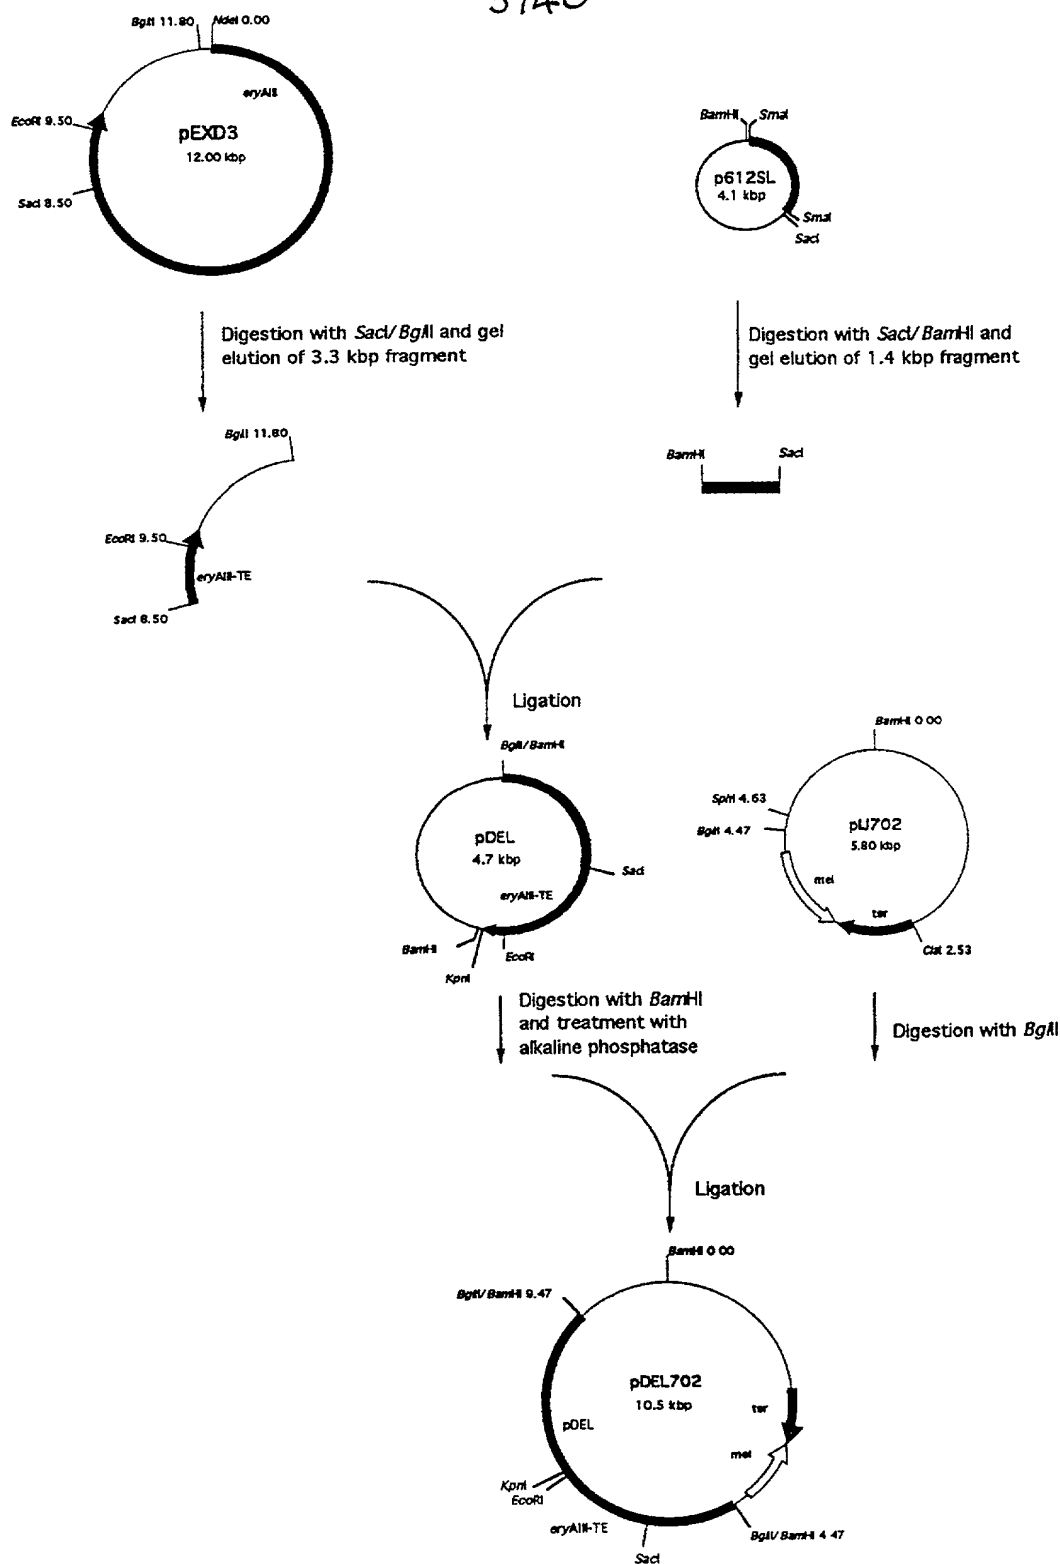 BglII 11.80
NdeI 0.00
eryAIII
EcoRI 9.50
pEXD3
12.00 kbp
SacI 8.50
BamHI
SmaI
p612SL
4.1 kbp
SmaI
SacI
Digestion with SacI/BglII and gel
elution of 3.3 kbp fragment
Digestion with SacI/BamHI and
gel elution of 1.4 kbp fragment
BglII 11.80
BamHI
SacI
EcoRI 9.50
eryAIII-TE
SacI 8.50
Ligation
BglII/BamHI
BamHI 0.00
SphI 4.63
BglII 4.47
pIJ702
5.80 kbp
pDEL
4.7 kbp
SacI
mel
eryAIII-TE
tsr
BamHI
EcoRI
KpnI
ClaI 2.53
Digestion with BamHI
and treatment with
alkaline phosphatase
Digestion with BglII
Ligation
BamHI 0.00
BglII/BamHI 9.47
pDEL702
10.5 kbp
tsr
pDEL
mel
KpnI
EcoRI
eryAIII-TE
BglII/BamHI 4.47
SacI